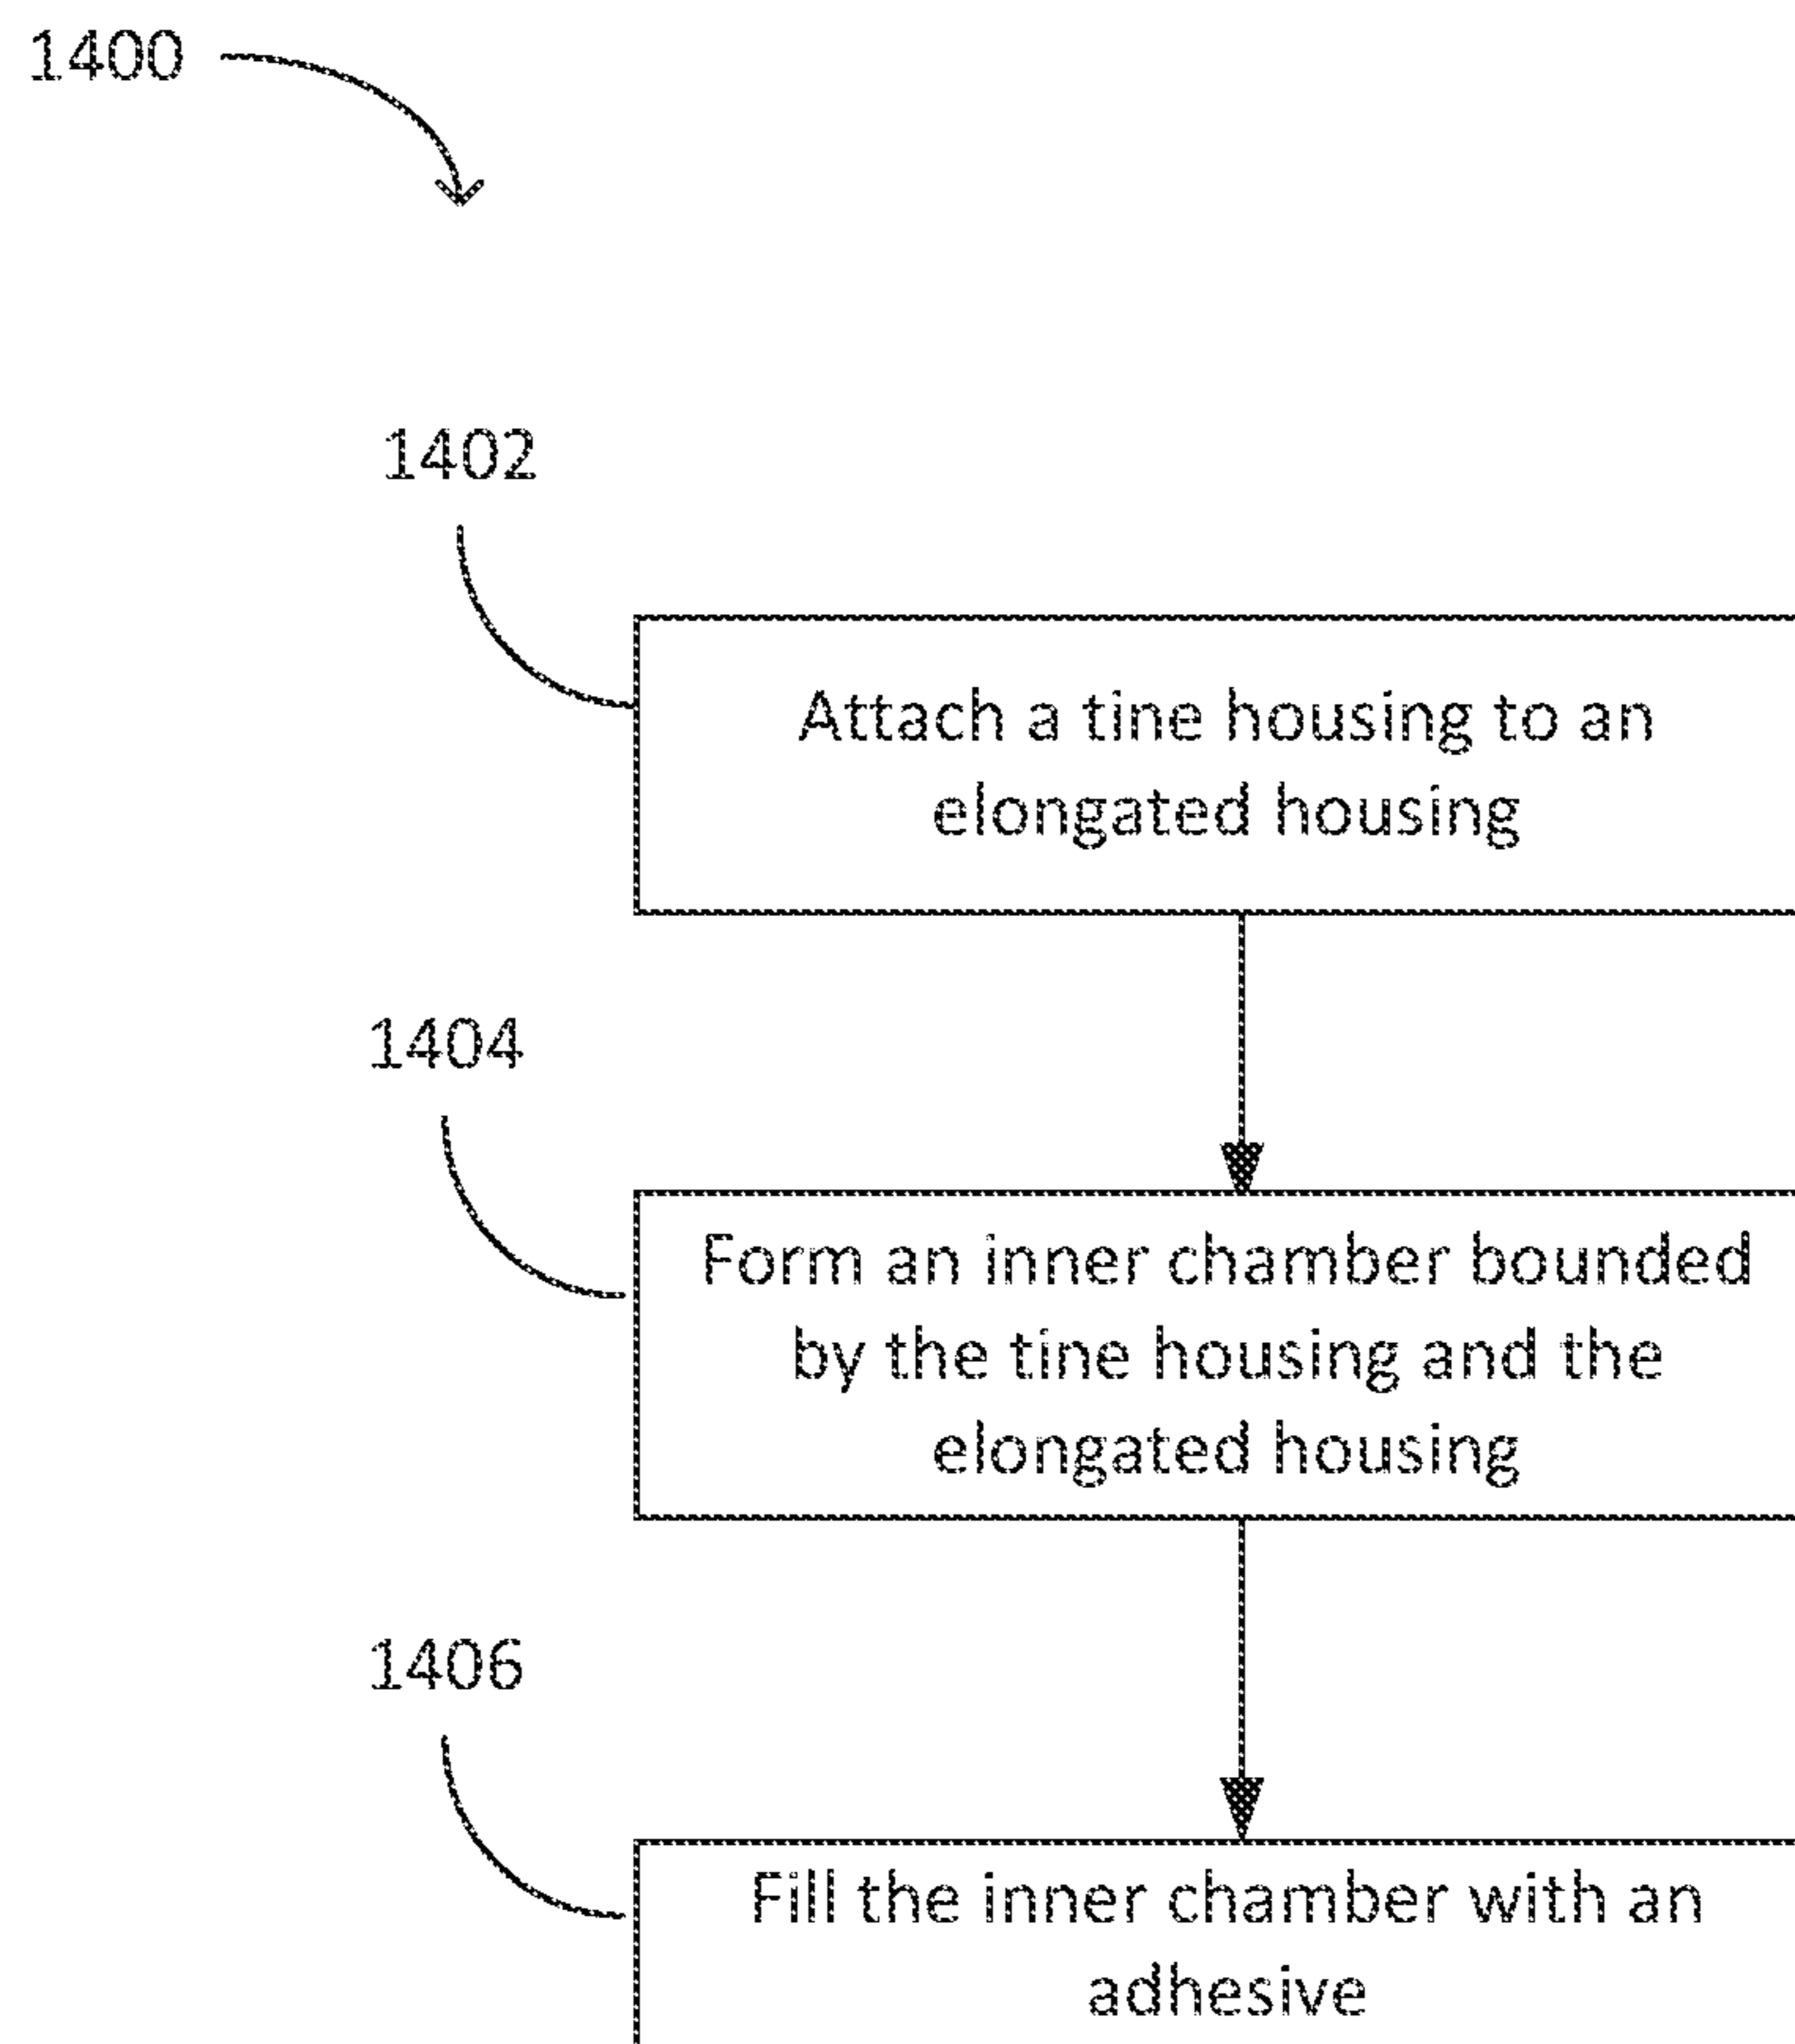 1400
1402
Attach a tine housing to an
elongated housing
1404
Form an inner chamber bounded
by the tine housing and the
elongated housing
1406
Fill the inner chamber with an
adhesive